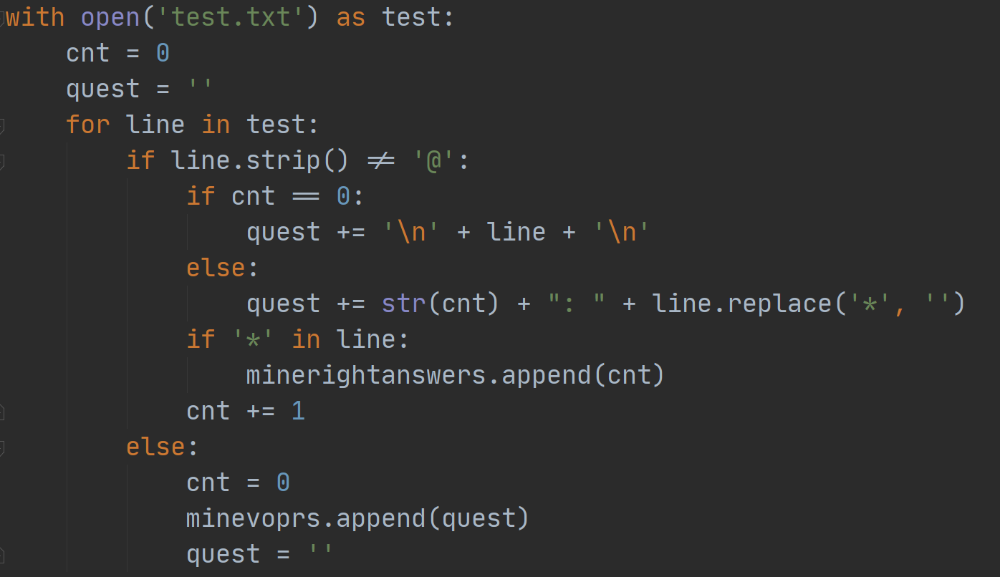 with open('test.txt') as test:
    cnt = 0
    quest = ''
    for line in test:
        if line.strip() != '@':
            if cnt == 0:
                quest += '\n' + line + '\n'
            else:
                quest += str(cnt) + ": " + line.replace('*', '')
            if '*' in line:
                minerightanswers.append(cnt)
            cnt += 1
        else:
            cnt = 0
            minevoprs.append(quest)
            quest = ''